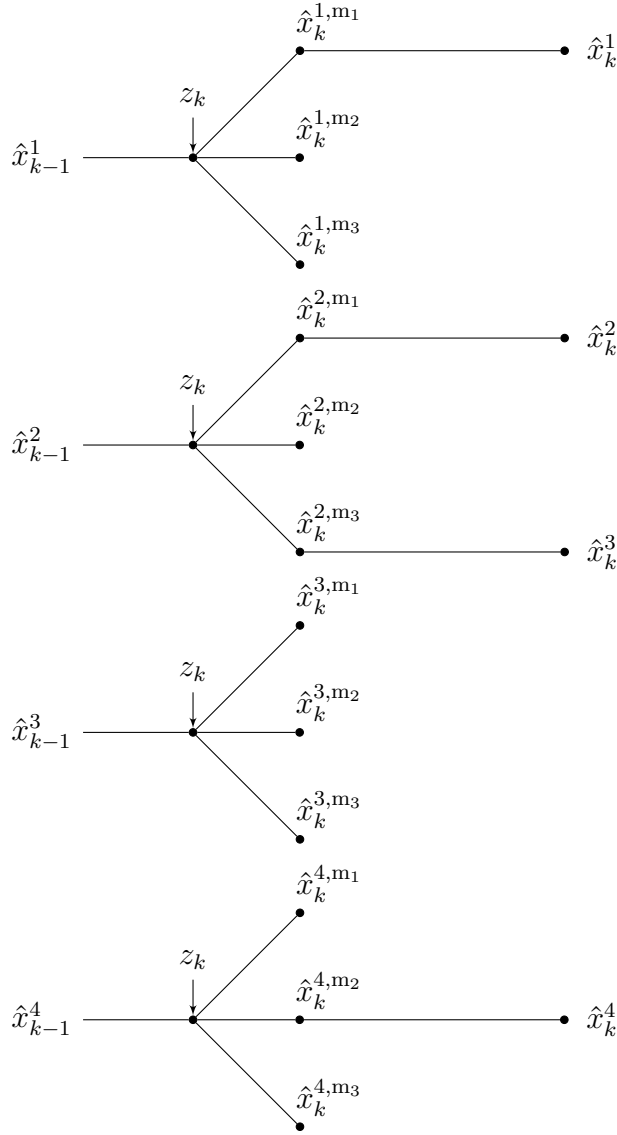 x̂_k^{1,m_1} x̂_k^1
z_k
x̂_k^{1,m_2}
x̂_{k-1}^1
x̂_k^{1,m_3}
x̂_k^{2,m_1}
x̂_k^2
z_k
x̂_k^{2,m_2}
x̂_{k-1}^2
x̂_k^{2,m_3}
x̂_k^3
x̂_k^{3,m_1}
z_k
x̂_k^{3,m_2}
x̂_{k-1}^3
x̂_k^{3,m_3}
x̂_k^{4,m_1}
z_k
x̂_k^{4,m_2}
x̂_{k-1}^4 x̂_k^4
x̂_k^{4,m_3}